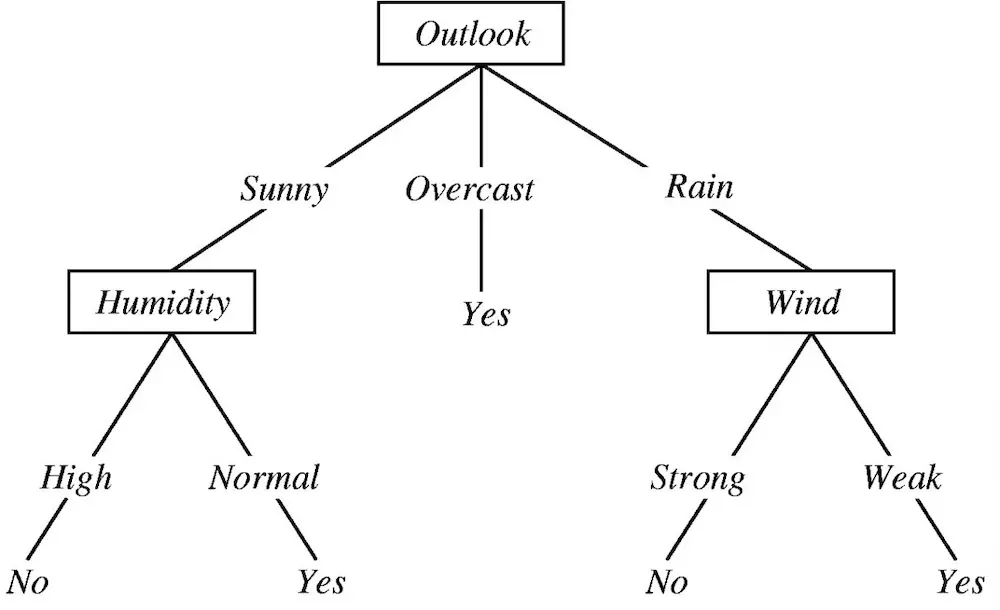 Outlook
Sunny Overcast Rain
Humidity Yes Wind
High Normal Strong Weak
No Yes No Yes